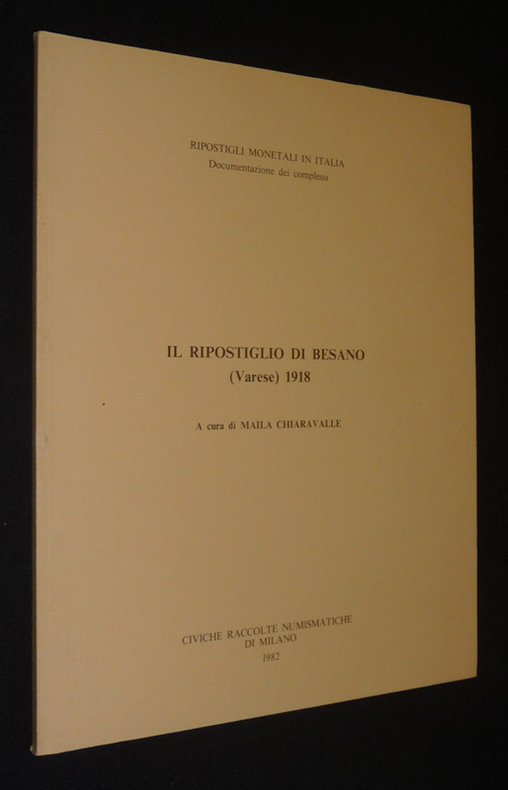 RIPOSTIGLI MONETALI IN ITALIA
Documentazione dei complessi
IL RIPOSTIGLIO DI BESANO
(Varese) 1918
A cura di MAILA CHIARAVALLE
CIVICHE RACCOLTE NUMISMATICHE
DI MILANO
1982